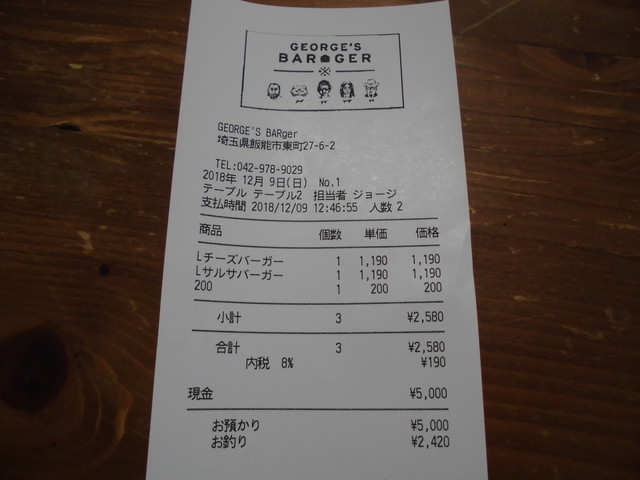 GEORGE'S
BARGER
GEORGE'S BARger
埼玉県飯能市東町27-6-2
TEL:042-978-9029
2018年 12月 9日(日) No.1
テーブル テーブル2 担当者 ジョージ
支払時間 2018/12/09 12:46:55 人数 2
商品 個数 単価 価格
Lチーズバーガー 1 1,190 1,190
Lサルサバーガー 1 1,190 1,190
200 1 200 200
小計 3 ¥2,580
合計 3 ¥2,580
内税 8% ¥190
現金 ¥5,000
お預かり ¥5,000
お釣り ¥2,420